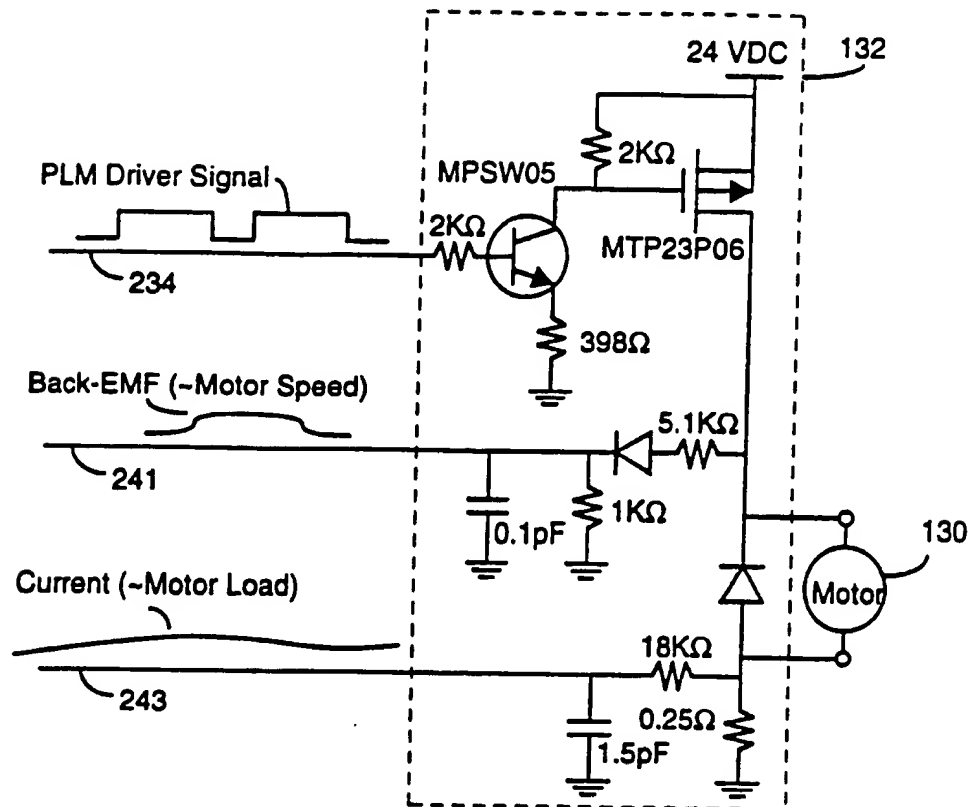 24 VDC
132
2KΩ
MPSW05
PLM Driver Signal
2KΩ
MTP23P06
234
398Ω
Back-EMF (~Motor Speed)
5.1KΩ
241
1KΩ
0.1pF
130
Current (~Motor Load)
Motor
18KΩ
243
0.25Ω
1.5pF